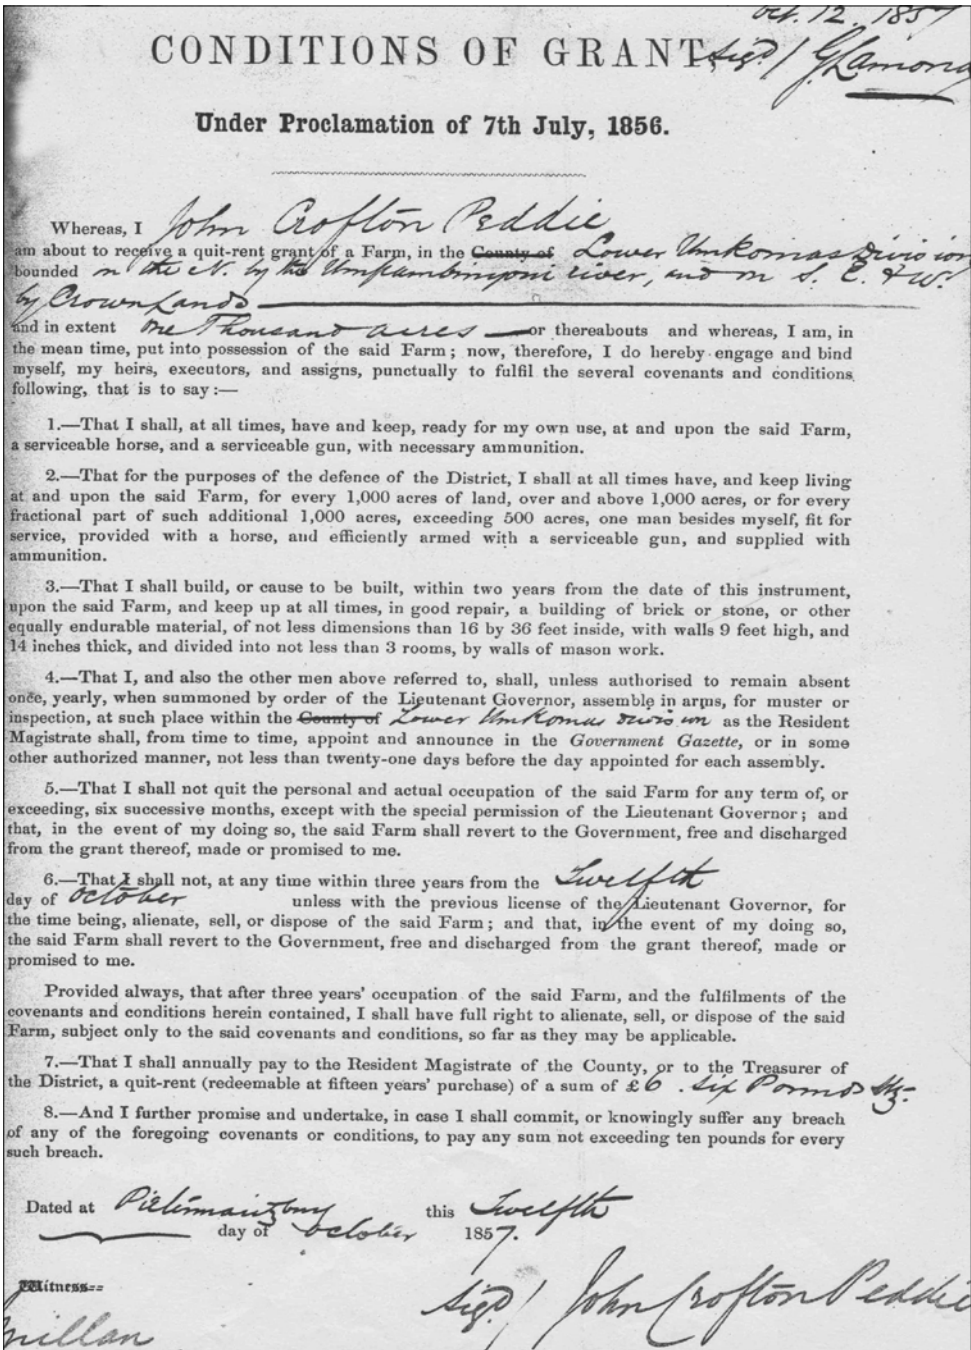 Oct. 12. 1857
CONDITIONS OF GRANT,
Sigd/
Under Proclamation of 7th July, 1856.
Whereas, I John Crofton Peddie
am about to receive a quit-rent grant of a Farm, in the County of Lower Umkomas Division
bounded on the N. by the river, and on S. E. & W.
by Crown Lands
and in extent One Thousand acres — or thereabouts and whereas, I am, in
the mean time, put into possession of the said Farm; now, therefore, I do hereby engage and bind
myself, my heirs, executors, and assigns, punctually to fulfil the several covenants and conditions
following, that is to say:—
1.—That I shall, at all times, have and keep, ready for my own use, at and upon the said Farm,
a serviceable horse, and a serviceable gun, with necessary ammunition.
2.—That for the purposes of the defence of the District, I shall at all times have, and keep living
at and upon the said Farm, for every 1,000 acres of land, over and above 1,000 acres, or for every
fractional part of such additional 1,000 acres, exceeding 500 acres, one man besides myself, fit for
service, provided with a horse, and efficiently armed with a serviceable gun, and supplied with
ammunition.
3.—That I shall build, or cause to be built, within two years from the date of this instrument,
upon the said Farm, and keep up at all times, in good repair, a building of brick or stone, or other
equally endurable material, of not less dimensions than 16 by 36 feet inside, with walls 9 feet high, and
14 inches thick, and divided into not less than 3 rooms, by walls of mason work.
4.—That I, and also the other men above referred to, shall, unless authorised to remain absent
once, yearly, when summoned by order of the Lieutenant Governor, assemble in arms, for muster or
inspection, at such place within the County of Lower Umkomas Division as the Resident
Magistrate shall, from time to time, appoint and announce in the Government Gazette, or in some
other authorized manner, not less than twenty-one days before the day appointed for each assembly.
5.—That I shall not quit the personal and actual occupation of the said Farm for any term of, or
exceeding, six successive months, except with the special permission of the Lieutenant Governor; and
that, in the event of my doing so, the said Farm shall revert to the Government, free and discharged
from the grant thereof, made or promised to me.
6.—That I shall not, at any time within three years from the Twelfth
day of October unless with the previous license of the Lieutenant Governor, for
the time being, alienate, sell, or dispose of the said Farm; and that, in the event of my doing so,
the said Farm shall revert to the Government, free and discharged from the grant thereof, made or
promised to me.
Provided always, that after three years' occupation of the said Farm, and the fulfilments of the
covenants and conditions herein contained, I shall have full right to alienate, sell, or dispose of the said
Farm, subject only to the said covenants and conditions, so far as they may be applicable.
7.—That I shall annually pay to the Resident Magistrate of the County, or to the Treasurer of
the District, a quit-rent (redeemable at fifteen years' purchase) of a sum of £6. Six Pounds Stg.
8.—And I further promise and undertake, in case I shall commit, or knowingly suffer any breach
of any of the foregoing covenants or conditions, to pay any sum not exceeding ten pounds for every
such breach.
Dated at this Twelfth
day of October 1857.
Witness
Sigd/ John Crofton Peddie
millan